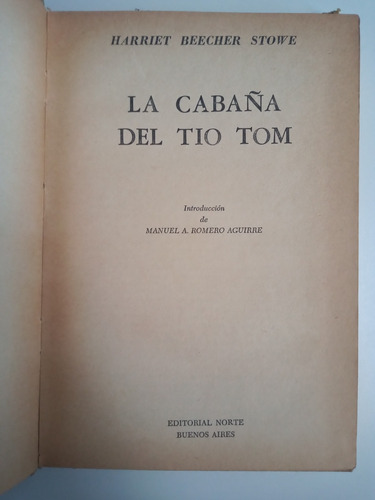 HARRIET BEECHER STOWE
LA CABAÑA
DEL TIO TOM
Introducción
de
MANUEL A. ROMERO AGUIRRE
EDITORIAL NORTE
BUENOS AIRES